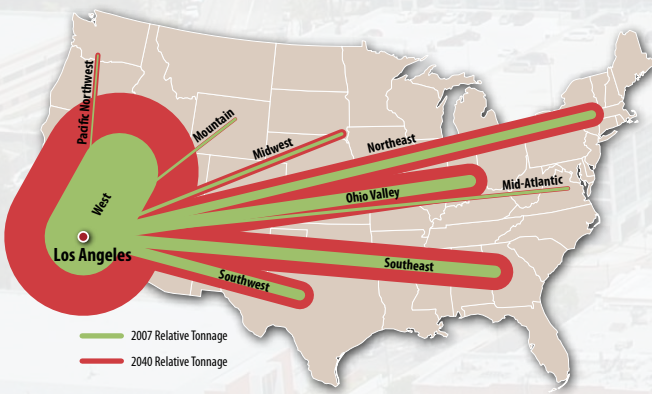 Pacific Northwest
Mountain
Midwest
Northeast
West
Ohio Valley
Mid-Atlantic
Los Angeles
Southeast
Southwest
2007 Relative Tonnage
2040 Relative Tonnage